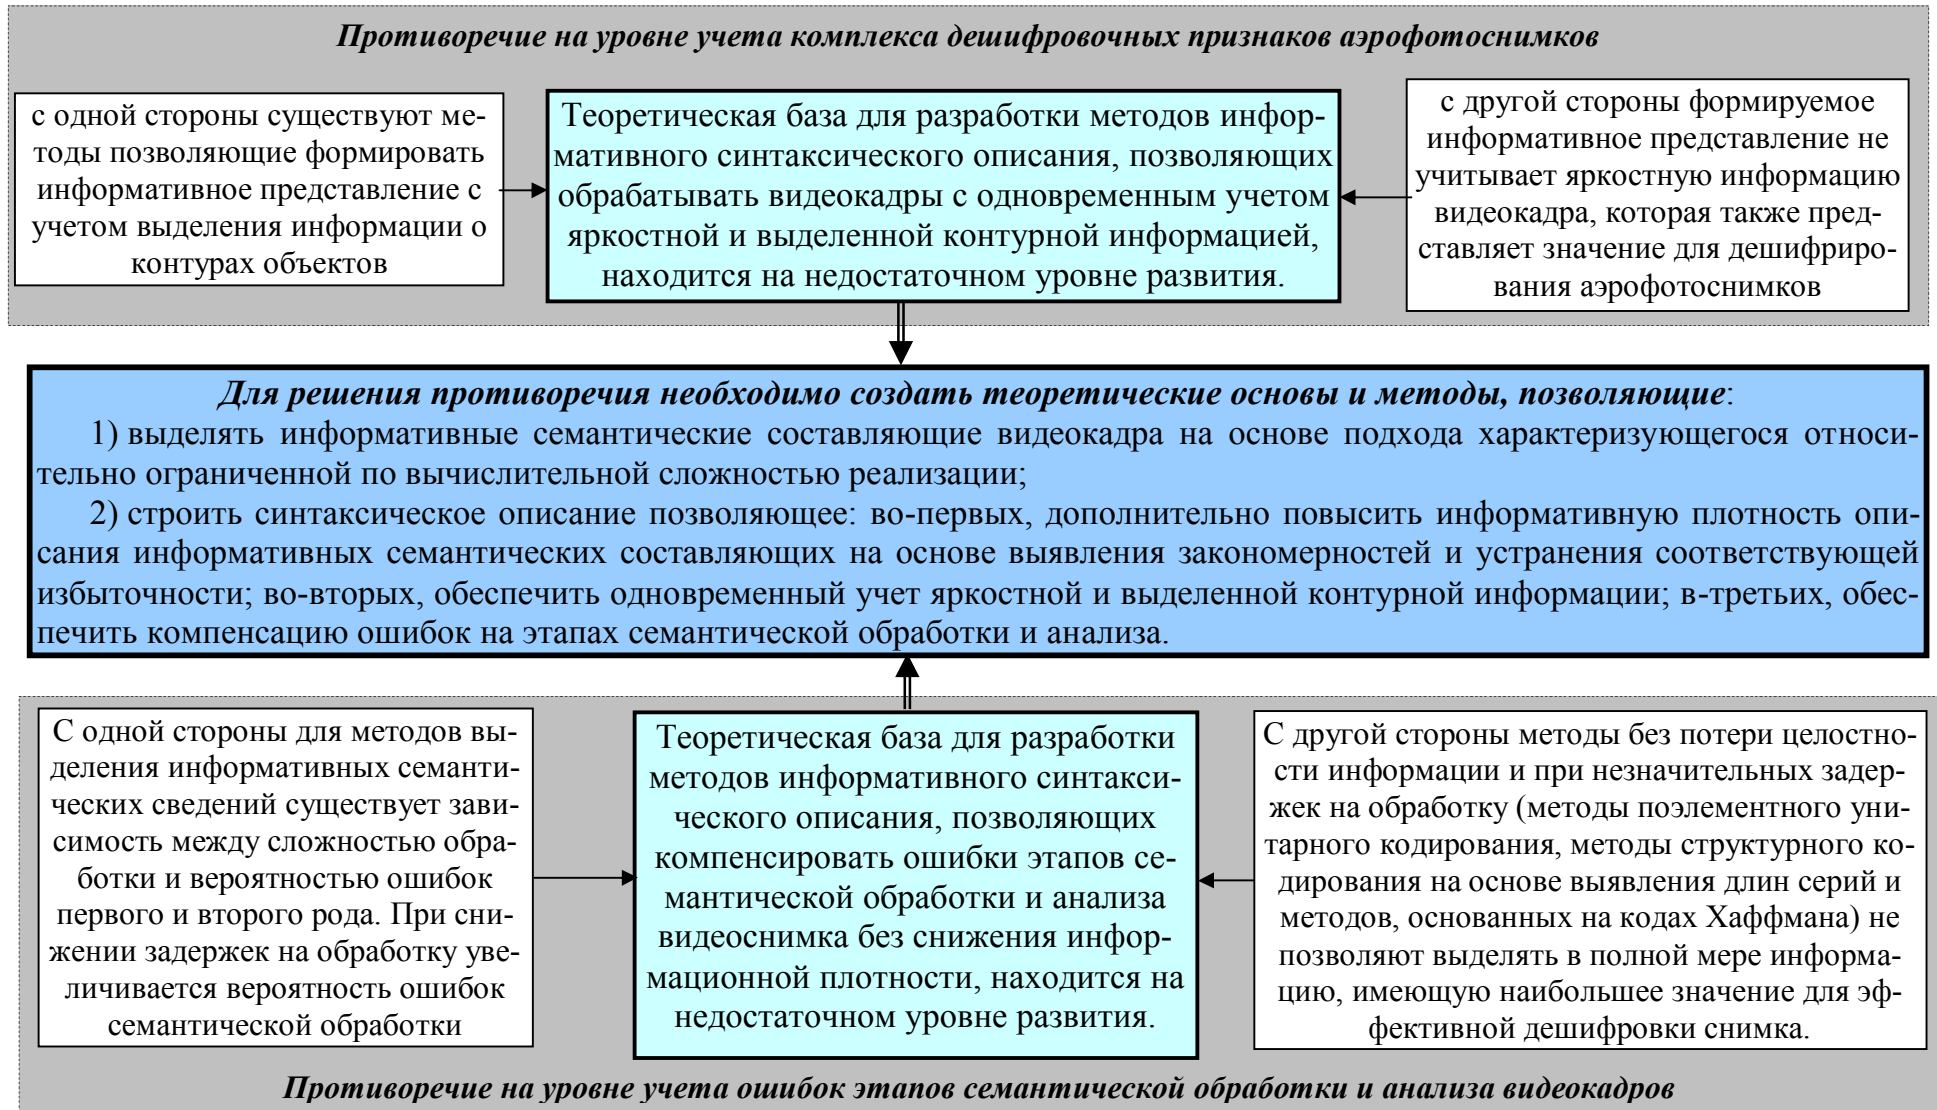 Противоречие на уровне учета комплекса дешифровочных признаков аэрофотоснимков
с одной стороны существуют ме-
тоды позволяющие формировать
информативное представление с
учетом выделения информации о
контурах объектов
Теоретическая база для разработки методов инфор-
мативного синтаксического описания, позволяющих
обрабатывать видеокадры с одновременным учетом
яркостной и выделенной контурной информацией,
находится на недостаточном уровне развития.
с другой стороны формируемое
информативное представление не
учитывает яркостную информацию
видеокадра, которая также пред-
ставляет значение для дешифриро-
вания аэрофотоснимков
Для решения противоречия необходимо создать теоретические основы и методы, позволяющие:
1) выделять информативные семантические составляющие видеокадра на основе подхода характеризующегося относи-
тельно ограниченной по вычислительной сложностью реализации;
2) строить синтаксическое описание позволяющее: во-первых, дополнительно повысить информативную плотность опи-
сания информативных семантических составляющих на основе выявления закономерностей и устранения соответствующей
избыточности; во-вторых, обеспечить одновременный учет яркостной и выделенной контурной информации; в-третьих, обес-
печить компенсацию ошибок на этапах семантической обработки и анализа.
С одной стороны для методов вы-
деления информативных семанти-
ческих сведений существует зави-
симость между сложностью обра-
ботки и вероятностью ошибок
первого и второго рода. При сни-
жении задержек на обработку уве-
личивается вероятность ошибок
семантической обработки
Теоретическая база для разработки
методов информативного синтакси-
ческого описания, позволяющих
компенсировать ошибки этапов се-
мантической обработки и анализа
видеоснимка без снижения инфор-
мационной плотности, находится на
недостаточном уровне развития.
С другой стороны методы без потери целостно-
сти информации и при незначительных задер-
жек на обработку (методы поэлементного уни-
тарного кодирования, методы структурного ко-
дирования на основе выявления длин серий и
методов, основанных на кодах Хаффмана) не
позволяют выделять в полной мере информа-
цию, имеющую наибольшее значение для эф-
фективной дешифровки снимка.
Противоречие на уровне учета ошибок этапов семантической обработки и анализа видеокадров